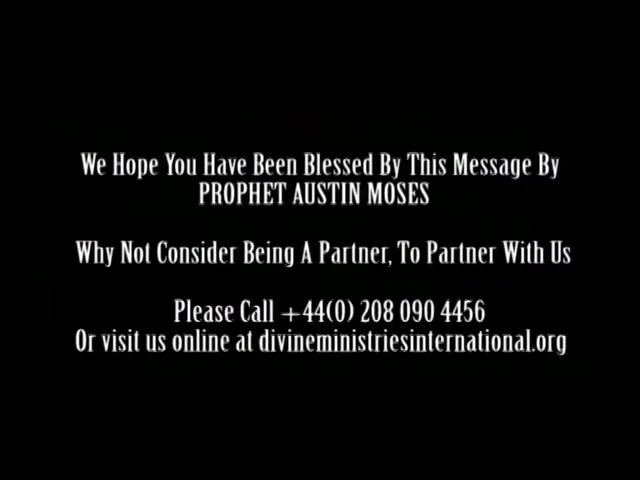 We Hope You Have Been Blessed By This Message By
PROPHET AUSTIN MOSES
Why Not Consider Being A Partner, To Partner With Us
Please Call +44(0) 208 090 4456
Or visit us online at divineministriesinternational.org